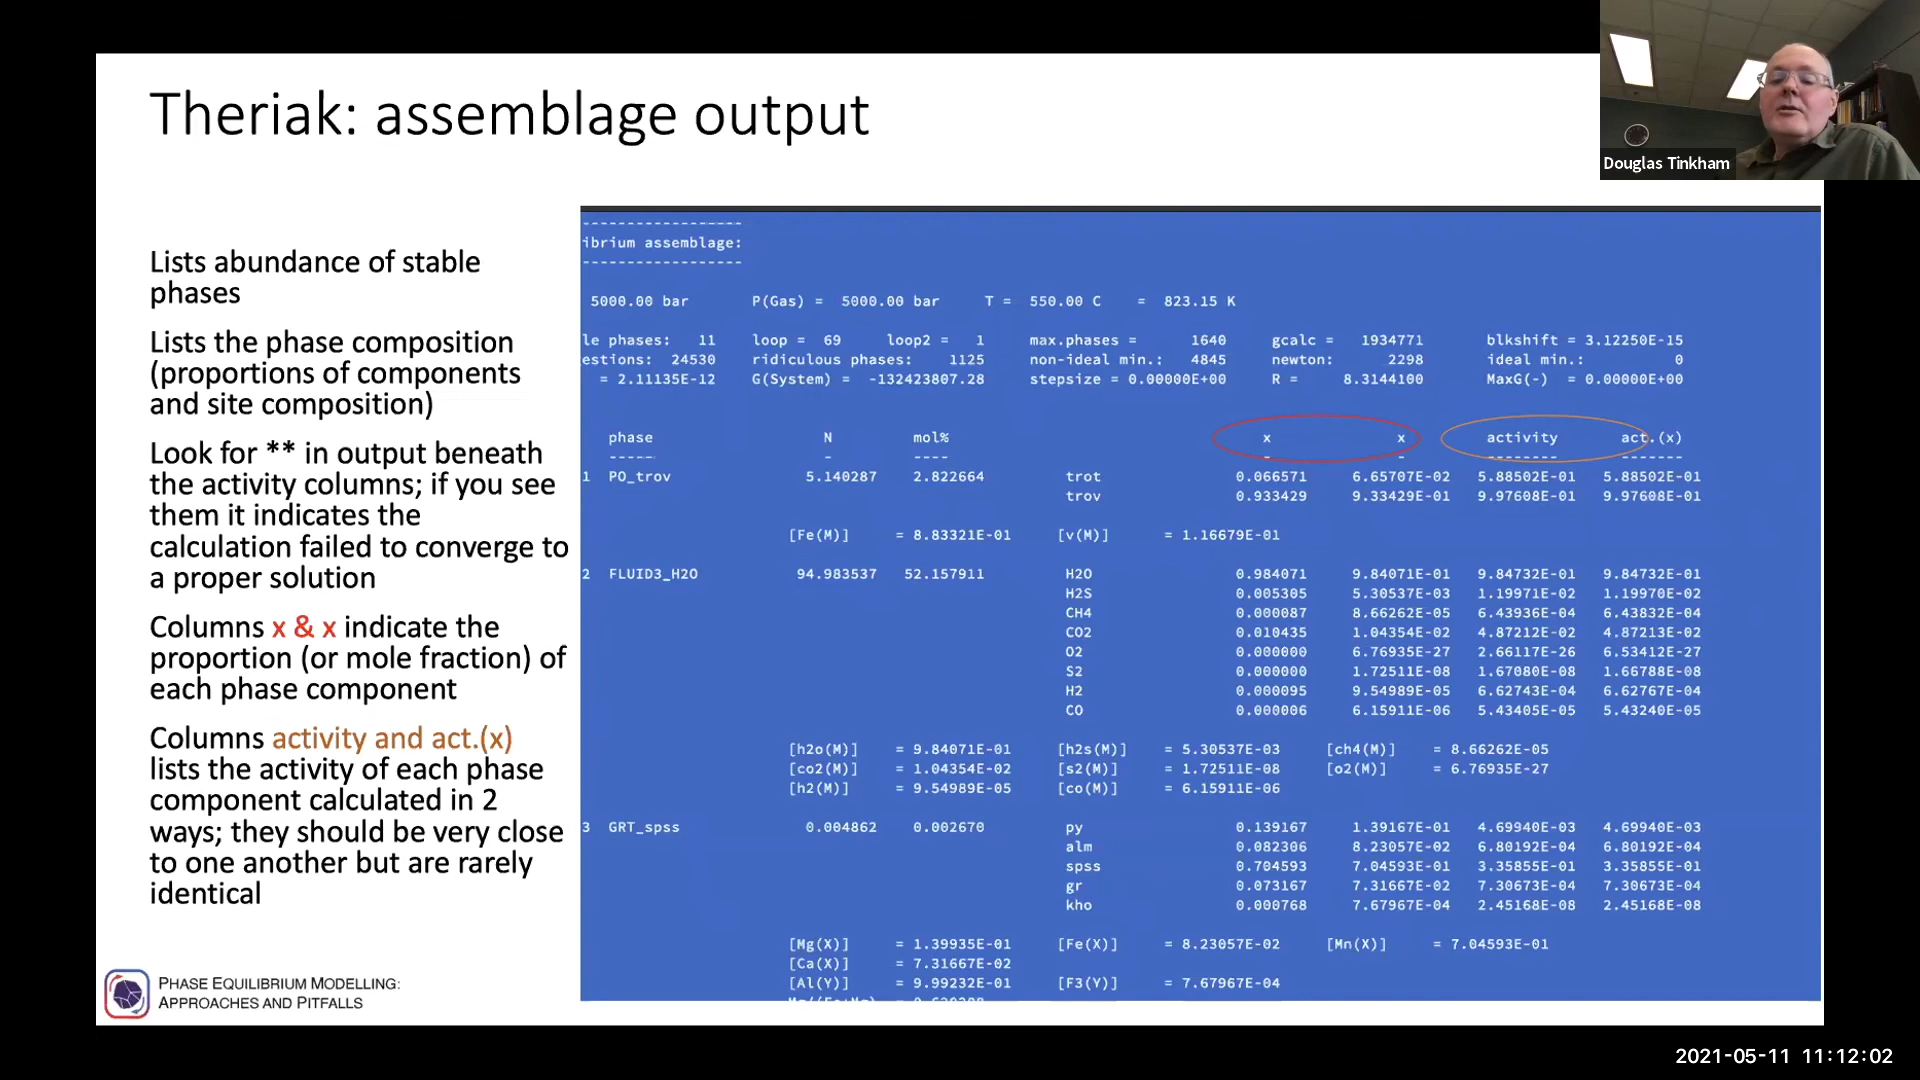 Theriak: assemblage output
Douglas Tinkham
Lists abundance of stable
phases
Lists the phase composition
(proportions of components
and site composition)
Look for ** in output beneath
the activity columns; if you see
them it indicates the
calculation failed to converge to
a proper solution
Columns x & x indicate the
proportion (or mole fraction) of
each phase component
Columns activity and act.(x)
lists the activity of each phase
component calculated in 2
ways; they should be very close
to one another but are rarely
identical
PHASE EQUILIBRIUM MODELLING:
APPROACHES AND PITFALLS
------------------
ibrium assemblage:
------------------
5000.00 bar P(Gas) = 5000.00 bar T = 550.00 C = 823.15 K
le phases: 11 loop = 69 loop2 = 1 max.phases = 1640 gcalc = 1934771 blkshift = 3.12250E-15
estions: 24530 ridiculous phases: 1125 non-ideal min.: 4845 newton: 2298 ideal min.: 0
= 2.11135E-12 G(System) = -132423807.28 stepsize = 0.00000E+00 R = 8.3144100 MaxG(-) = 0.00000E+00
phase N mol% x x activity act.(x)
----- - ---- - - -------- -------
1 PO_trov 5.140287 2.822664 trot 0.066571 6.65707E-02 5.88502E-01 5.88502E-01
trov 0.933429 9.33429E-01 9.97608E-01 9.97608E-01
[Fe(M)] = 8.83321E-01 [v(M)] = 1.16679E-01
2 FLUID3_H2O 94.983537 52.157911 H2O 0.984071 9.84071E-01 9.84732E-01 9.84732E-01
H2S 0.005305 5.30537E-03 1.19971E-02 1.19970E-02
CH4 0.000087 8.66262E-05 6.43936E-04 6.43832E-04
CO2 0.010435 1.04354E-02 4.87212E-02 4.87213E-02
O2 0.000000 6.76935E-27 2.66117E-26 6.53412E-27
S2 0.000000 1.72511E-08 1.67080E-08 1.66788E-08
H2 0.000095 9.54989E-05 6.62743E-04 6.62767E-04
CO 0.000006 6.15911E-06 5.43405E-05 5.43240E-05
[h2o(M)] = 9.84071E-01 [h2s(M)] = 5.30537E-03 [ch4(M)] = 8.66262E-05
[co2(M)] = 1.04354E-02 [s2(M)] = 1.72511E-08 [o2(M)] = 6.76935E-27
[h2(M)] = 9.54989E-05 [co(M)] = 6.15911E-06
3 GRT_spss 0.004862 0.002670 py 0.139167 1.39167E-01 4.69940E-03 4.69940E-03
alm 0.082306 8.23057E-02 6.80192E-04 6.80192E-04
spss 0.704593 7.04593E-01 3.35855E-01 3.35855E-01
gr 0.073167 7.31667E-02 7.30673E-04 7.30673E-04
kho 0.000768 7.67967E-04 2.45168E-08 2.45168E-08
[Mg(X)] = 1.39935E-01 [Fe(X)] = 8.23057E-02 [Mn(X)] = 7.04593E-01
[Ca(X)] = 7.31667E-02
[Al(Y)] = 9.99232E-01 [F3(Y)] = 7.67967E-04
2021-05-11 11:12:02